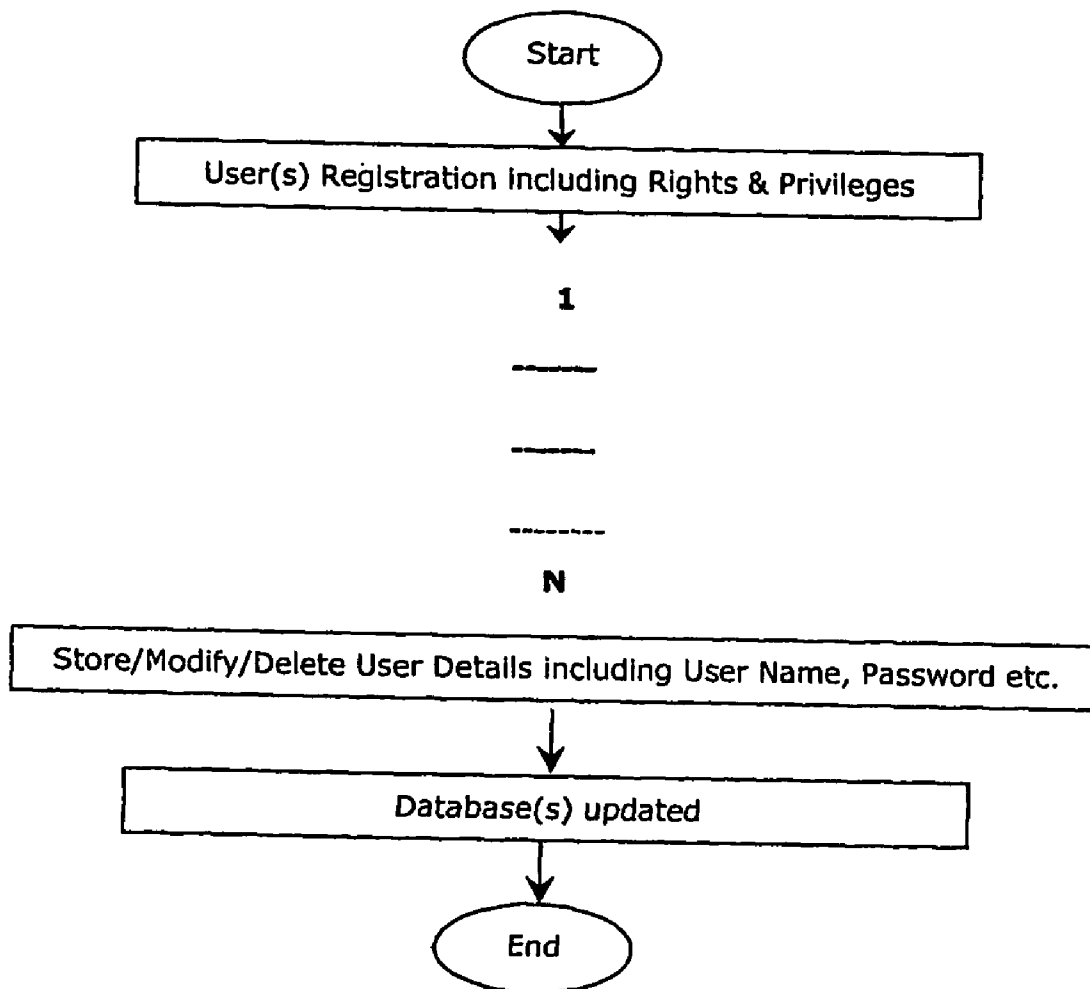 Start
User(s) Registration including Rights & Privileges
1
N
Store/Modify/Delete User Details including User Name, Password etc.
Database(s) updated
End